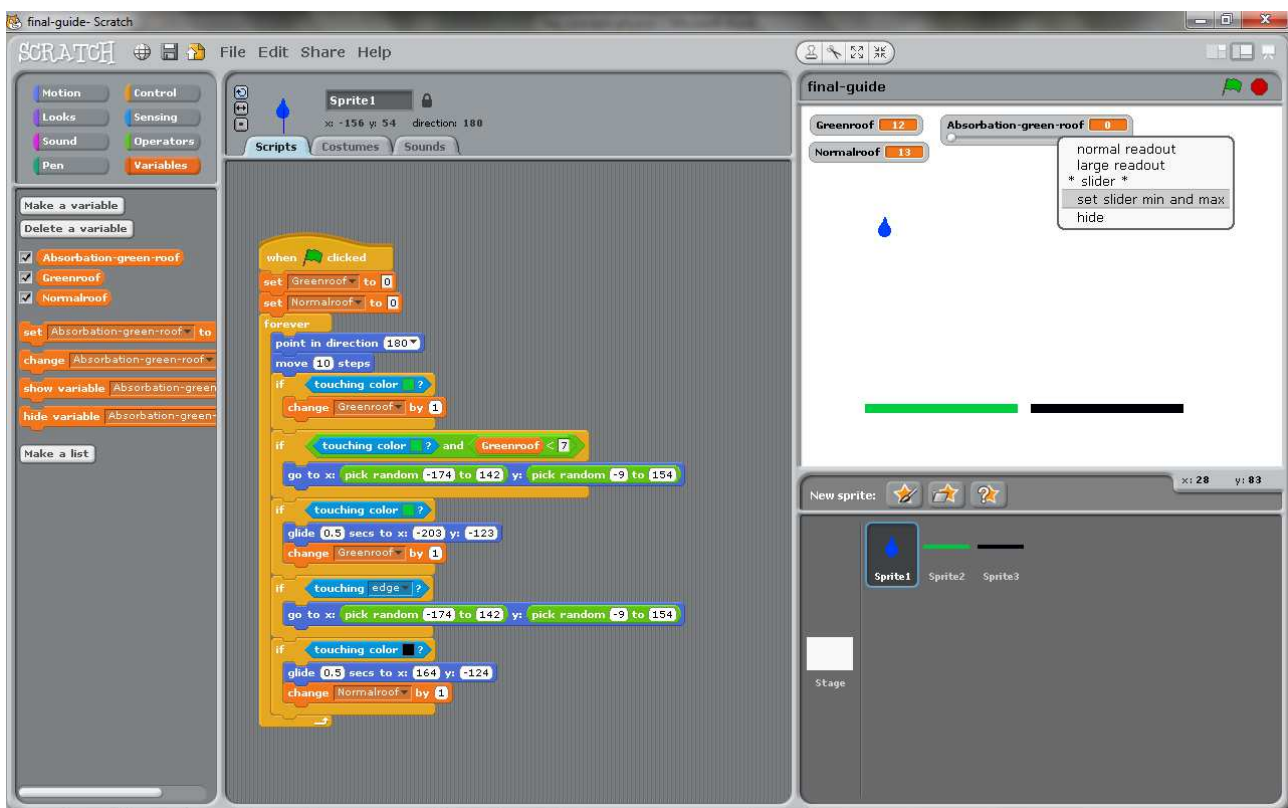 final-guide- Scratch
SCRATCH File Edit Share Help
Motion Control
Looks Sensing
Sound Operators
Pen Variables
Make a variable
Delete a variable
Absorbation-green-roof
Greenroof
Normalroof
set Absorbation-green-roof to
change Absorbation-green-roof
show variable Absorbation-green
hide variable Absorbation-green-
Make a list
Sprite1
x: -156 y: 54 direction: 180
Scripts Costumes Sounds
when clicked
set Greenroof to 0
set Normalroof to 0
forever
point in direction 180
move 10 steps
if touching color ?
change Greenroof by 1
if touching color ? and Greenroof < 7
go to x: pick random -174 to 142 y: pick random -9 to 154
if touching color ?
glide 0.5 secs to x: -203 y: -123
change Greenroof by 1
if touching edge ?
go to x: pick random -174 to 142 y: pick random -9 to 154
if touching color ?
glide 0.5 secs to x: 164 y: -124
change Normalroof by 1
final-guide
Greenroof 12 Absorbation-green-roof 0
Normalroof 13
normal readout
large readout
* slider *
set slider min and max
hide
x: 28 y: 83
New sprite:
Sprite1 Sprite2 Sprite3
Stage